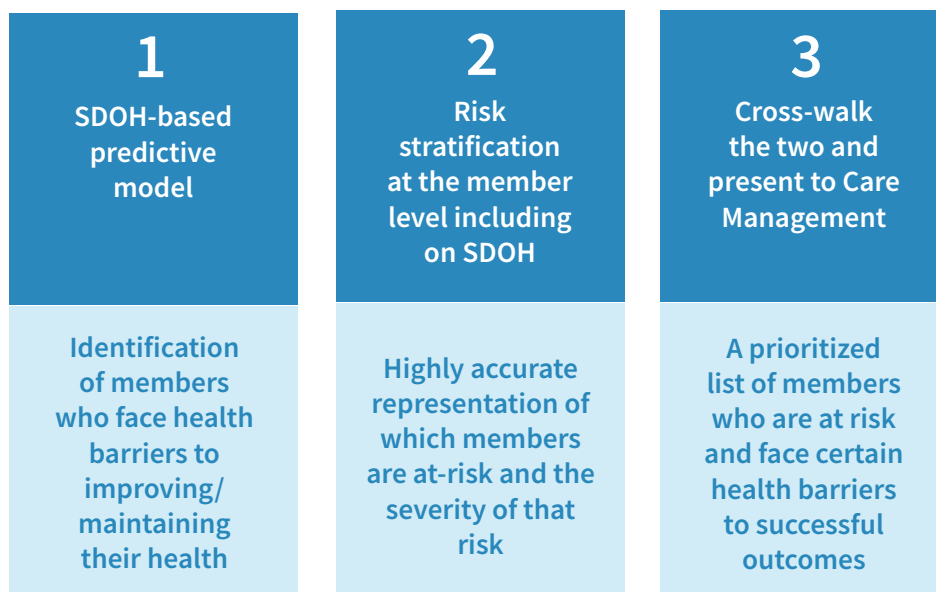 1
SDOH-based
predictive
model
Identification
of members
who face health
barriers to
improving/
maintaining
their health
2
Risk
stratification
at the member
level including
on SDOH
Highly accurate
representation of
which members
are at-risk and the
severity of that
risk
3
Cross-walk
the two and
present to Care
Management
A prioritized
list of members
who are at risk
and face certain
health barriers
to successful
outcomes